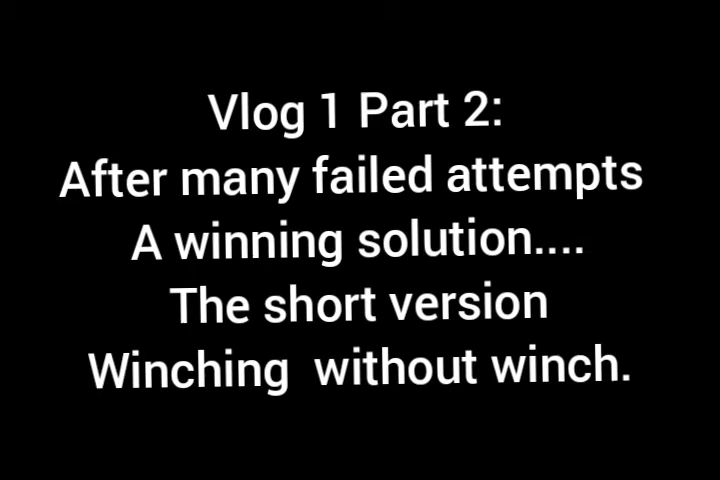 Vlog 1 Part 2:
After many failed attempts
A winning solution....
The short version
Winching  without winch.